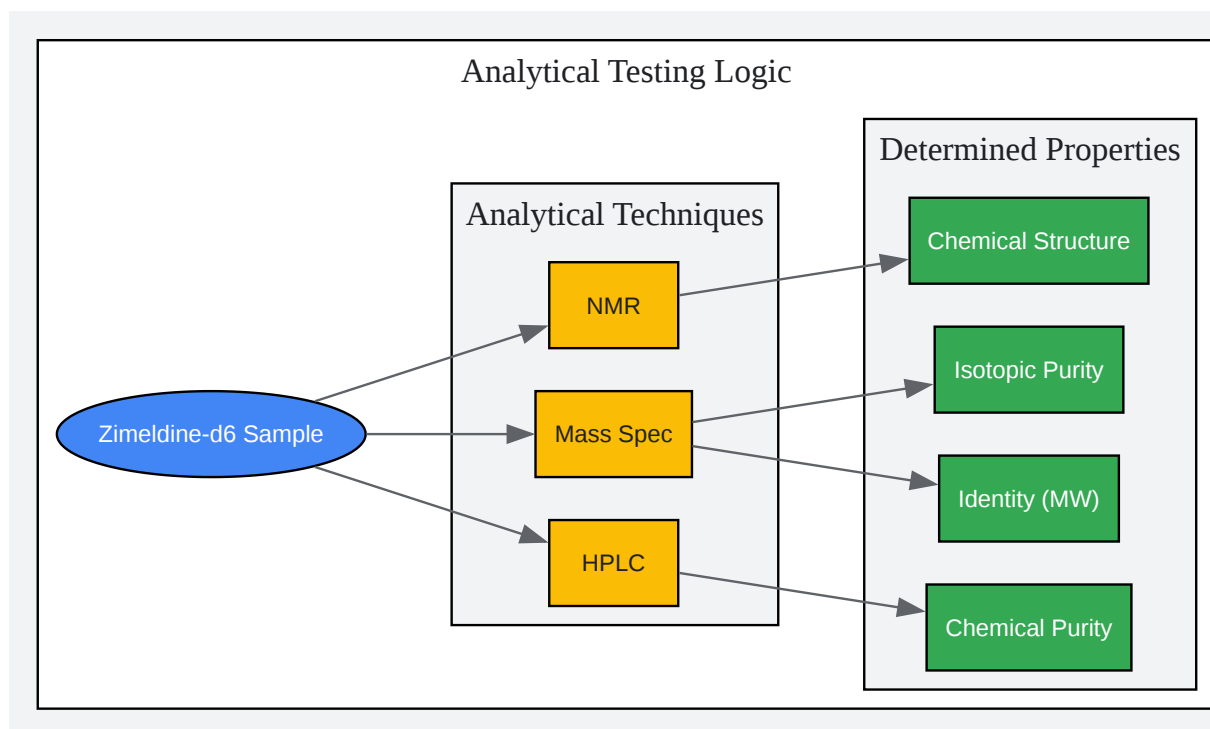 Analytical Testing Logic
Determined Properties
Analytical Techniques
Chemical Structure
NMR
Isotopic Purity
Zimeldine-d6 Sample
Mass Spec
Identity (MW)
HPLC
Chemical Purity